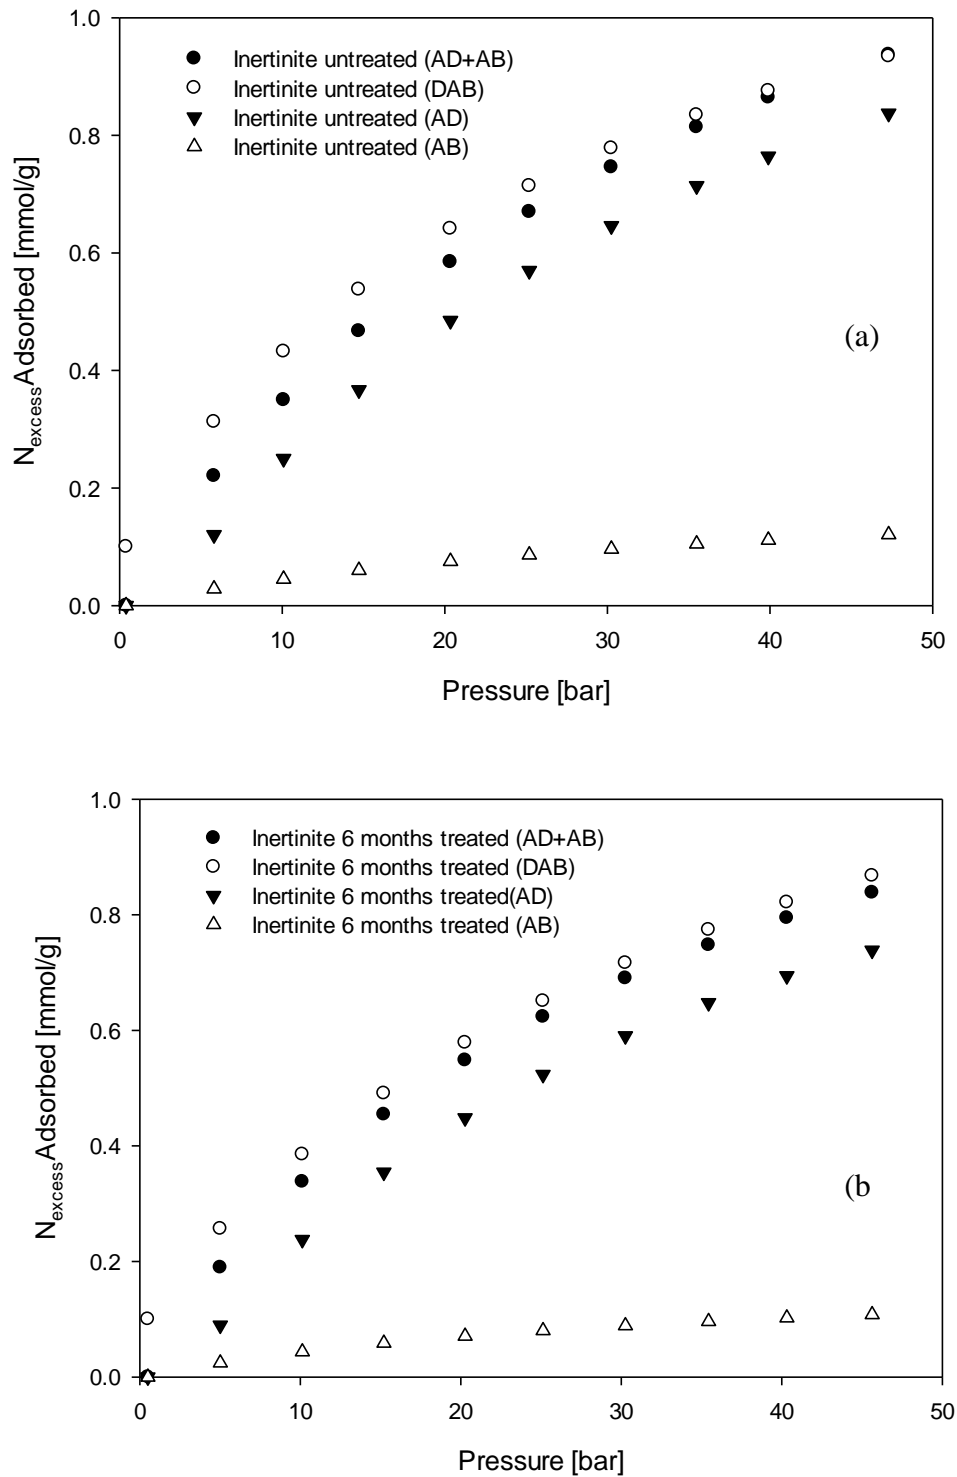 1.0
Inertinite untreated (AD+AB)
Inertinite untreated (DAB)
Inertinite untreated (AD)
Inertinite untreated (AB)
0.8
0.6
0.4
0.2
0.0
NexcessAdsorbed [mmol/g]
(a)
0 10 20 30 40 50
Pressure [bar]
1.0
Inertinite 6 months treated (AD+AB)
Inertinite 6 months treated (DAB)
Inertinite 6 months treated(AD)
Inertinite 6 months treated (AB)
0.8
0.6
0.4
0.2
0.0
NexcessAdsorbed [mmol/g]
(b
0 10 20 30 40 50
Pressure [bar]